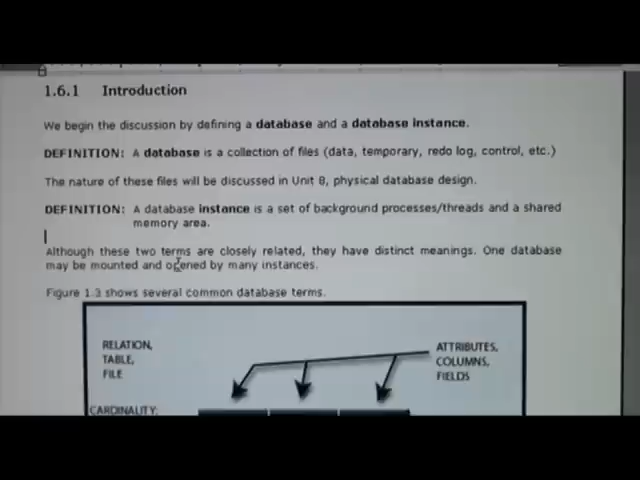 1.6.1 Introduction
We begin the discussion by defining a database and a database instance.
DEFINITION: A database is a collection of files (data, temporary, redo log, control, etc.)
The nature of these files will be discussed in Unit 8, physical database design.
DEFINITION: A database instance is a set of background processes/threads and a shared
memory area.
Although these two terms are closely related, they have distinct meanings. One database
may be mounted and opened by many instances.
Figure 1.3 shows several common database terms.
RELATION,
TABLE,
FILE
ATTRIBUTES,
COLUMNS,
FIELDS
CARDINALITY: